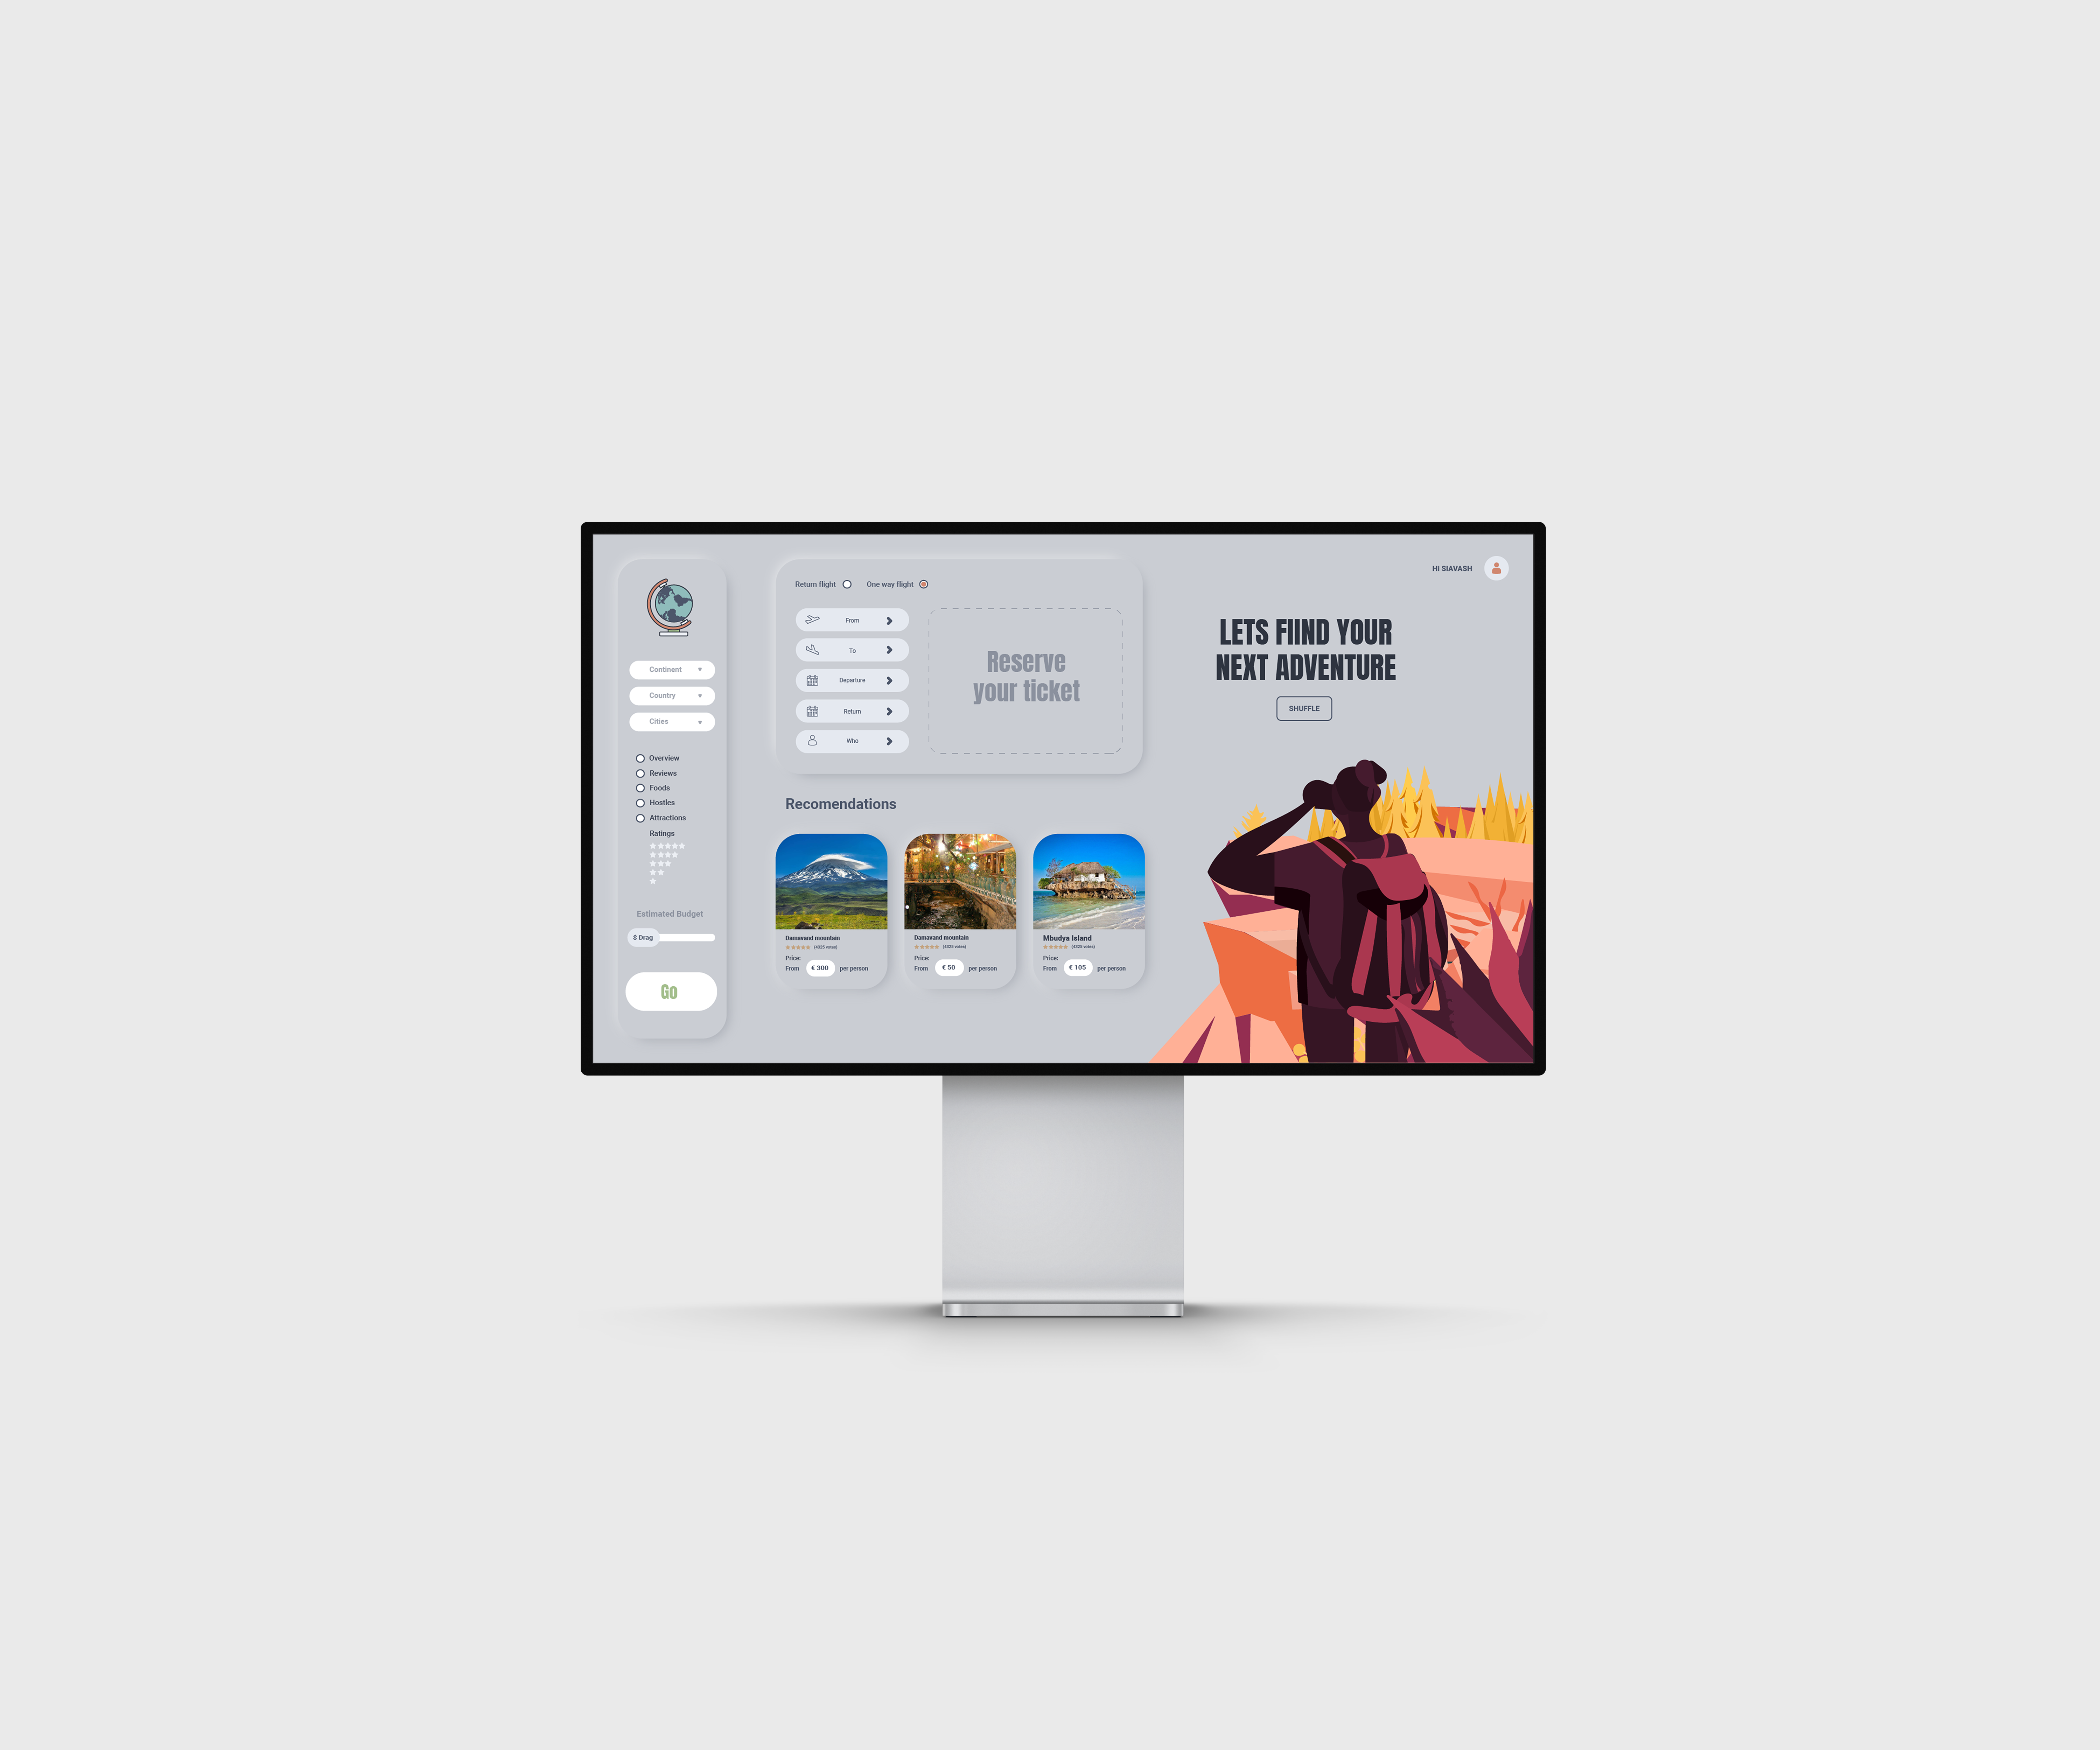 Continent
Country
Cities
Overview
Reviews
Foods
Hostles
Attractions
Ratings
Estimated Budget
$ Drag
Go
Return flight
One way flight
From
To
Departure
Return
Who
Reserve
your ticket
Recomendations
Damavand mountain
(4325 votes)
Price:
From € 300 per person
Damavand mountain
(4325 votes)
Price:
From € 50 per person
Mbudya Island
(4325 votes)
Price:
From € 105 per person
Hi SIAVASH
LETS FIIND YOUR
NEXT ADVENTURE
SHUFFLE